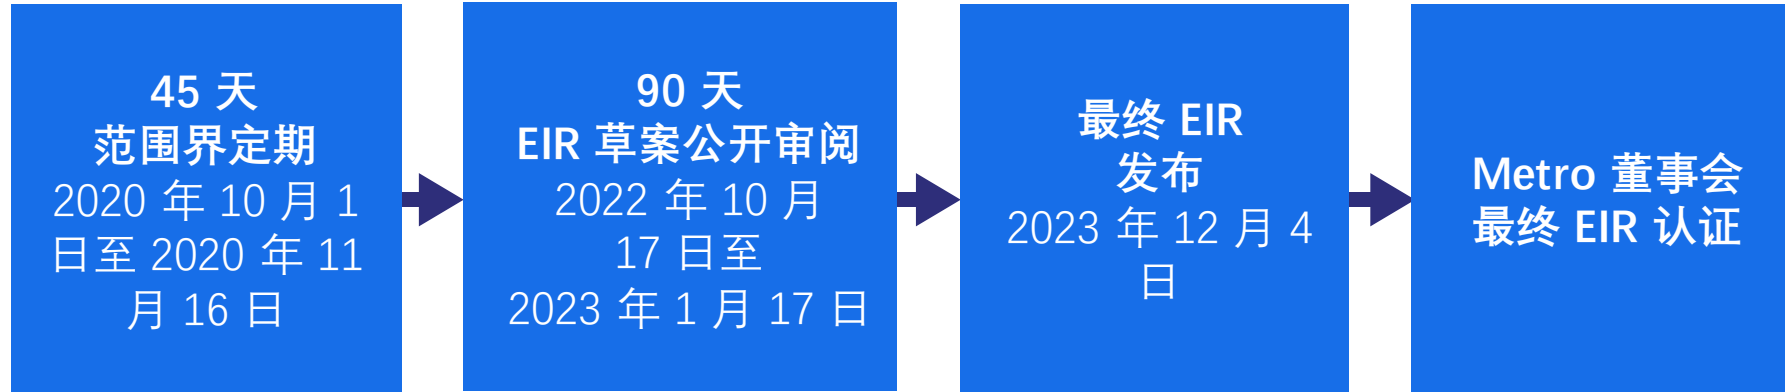 45 天
范围界定期
2020 年 10 月 1
日至 2020 年 11
月 16 日
90 天
EIR 草案公开审阅
2022 年 10 月
17 日至
2023 年 1 月 17 日
最终 EIR
发布
2023 年 12 月 4
日
Metro 董事会
最终 EIR 认证